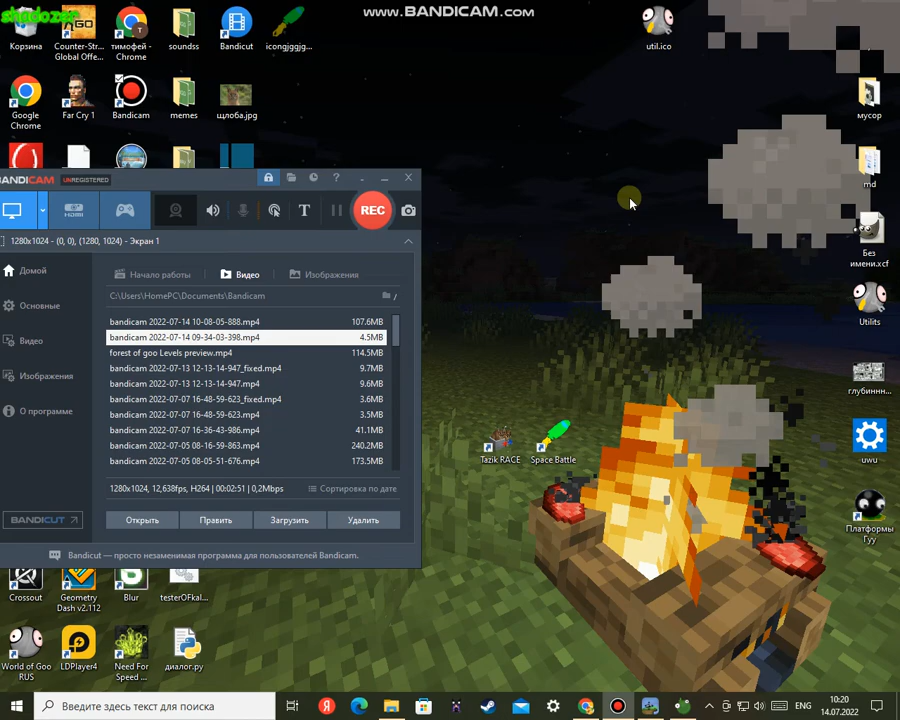 shadozer
WWW.BANDICAM.COM
Корзина
Counter-Str... Global Offe...
тимофей - Chrome
soundss
Bandicut
icongjgjg...
util.ico
Google Chrome
Far Cry 1
Bandicam
memes
щлоба.jpg
мусор
md
Без имени.xcf
Utilits
глубиннн...
uwu
Платформы Гуу
BANDICAM UNREGISTERED
HDMI
REC
1280x1024 - (0, 0), (1280, 1024) - Экран 1
Домой
Основные
Видео
Изображения
О программе
Начало работы
Видео
Изображения
C:\Users\HomePC\Documents\Bandicam
bandicam 2022-07-14 10-08-05-888.mp4 107.6MB
bandicam 2022-07-14 09-34-03-398.mp4 4.5MB
forest of goo Levels preview.mp4 114.5MB
bandicam 2022-07-13 12-13-14-947_fixed.mp4 9.7MB
bandicam 2022-07-13 12-13-14-947.mp4 9.6MB
bandicam 2022-07-07 16-48-59-623_fixed.mp4 3.6MB
bandicam 2022-07-07 16-48-59-623.mp4 3.5MB
bandicam 2022-07-07 16-36-43-986.mp4 41.1MB
bandicam 2022-07-05 08-16-59-863.mp4 240.2MB
bandicam 2022-07-05 08-05-51-676.mp4 173.5MB
1280x1024, 12,638fps, H264 | 00:02:51 | 0,2Mbps
Сортировка по дате
Открыть
Править
Загрузить
Удалить
BANDICUT
Bandicut — просто незаменимая программа для пользователей Bandicam.
Tazik RACE
Space Battle
Crossout
Geometry Dash v2.112
Blur
testerOFkal...
World of Goo RUS
LDPlayer4
Need For Speed ...
диалог.py
Введите здесь текст для поиска
ENG
10:20
14.07.2022